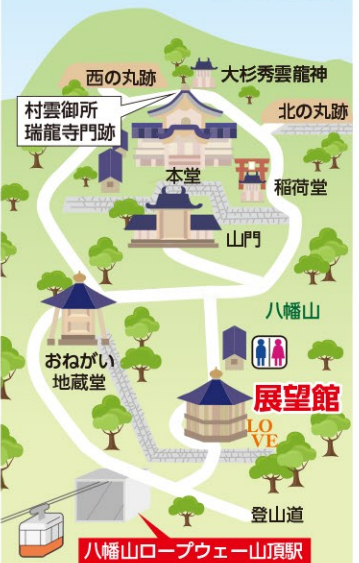 西の丸跡
大杉秀雲龍神
村雲御所
瑞龍寺門跡
北の丸跡
本堂
稲荷堂
山門
八幡山
おねがい
地蔵堂
展望館
LO
VE
登山道
八幡山ロープウェー山頂駅